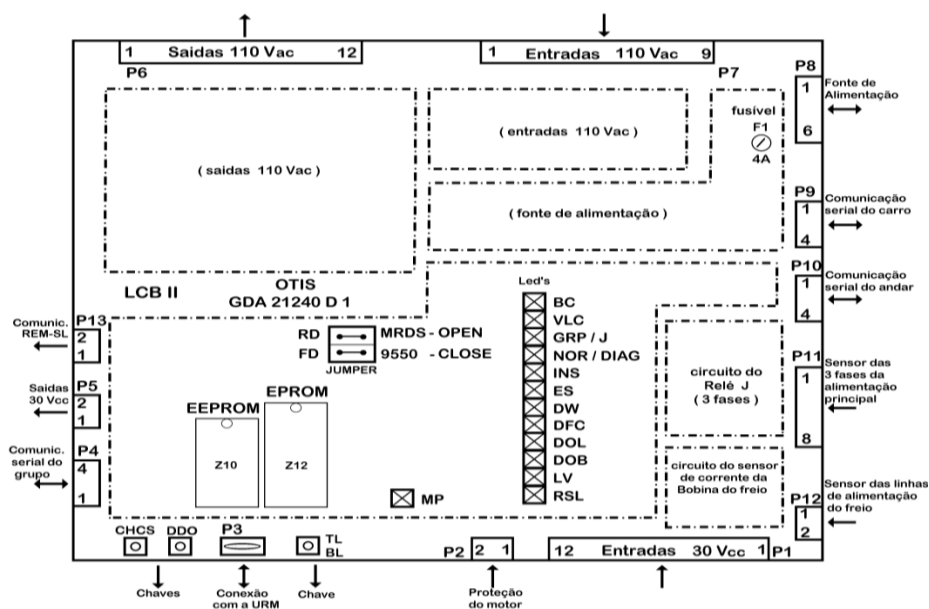 1 Saidas 110 Vac 12
1 Entradas 110 Vac 9
P6
P7
P8
1
6
Fonte de
Alimentação
fusível
F1
4A
( entradas 110 Vac )
( saidas 110 Vac )
( fonte de alimentação )
P9
1
4
Comunicação
serial do carro
P10
1
4
Comunicação
serial do andar
LCB II
OTIS
GDA 21240 D 1
Led's
BC
VLC
GRP / J
NOR / DIAG
INS
ES
DW
DFC
DOL
DOB
LV
RSL
RD
FD
MRDS - OPEN
9550 - CLOSE
JUMPER
Comunic.
REM-SL
P13
2
1
Saidas
30 Vcc
P5
2
1
Comunic.
serial do
grupo
P4
4
1
EEPROM
Z10
EPROM
Z12
MP
circuito do
Relé J
( 3 fases )
P11
1
8
Sensor das
3 fases da
alimentação
principal
circuito do sensor
de corrente da
Bobina do freio
P12
1
2
Sensor das linhas
de alimentação
do freio
CHCS
DDO
P3
TL
BL
P2
2 1
12 Entradas 30 Vcc 1
P1
Chaves
Conexão
com a URM
Chave
Proteção
do motor